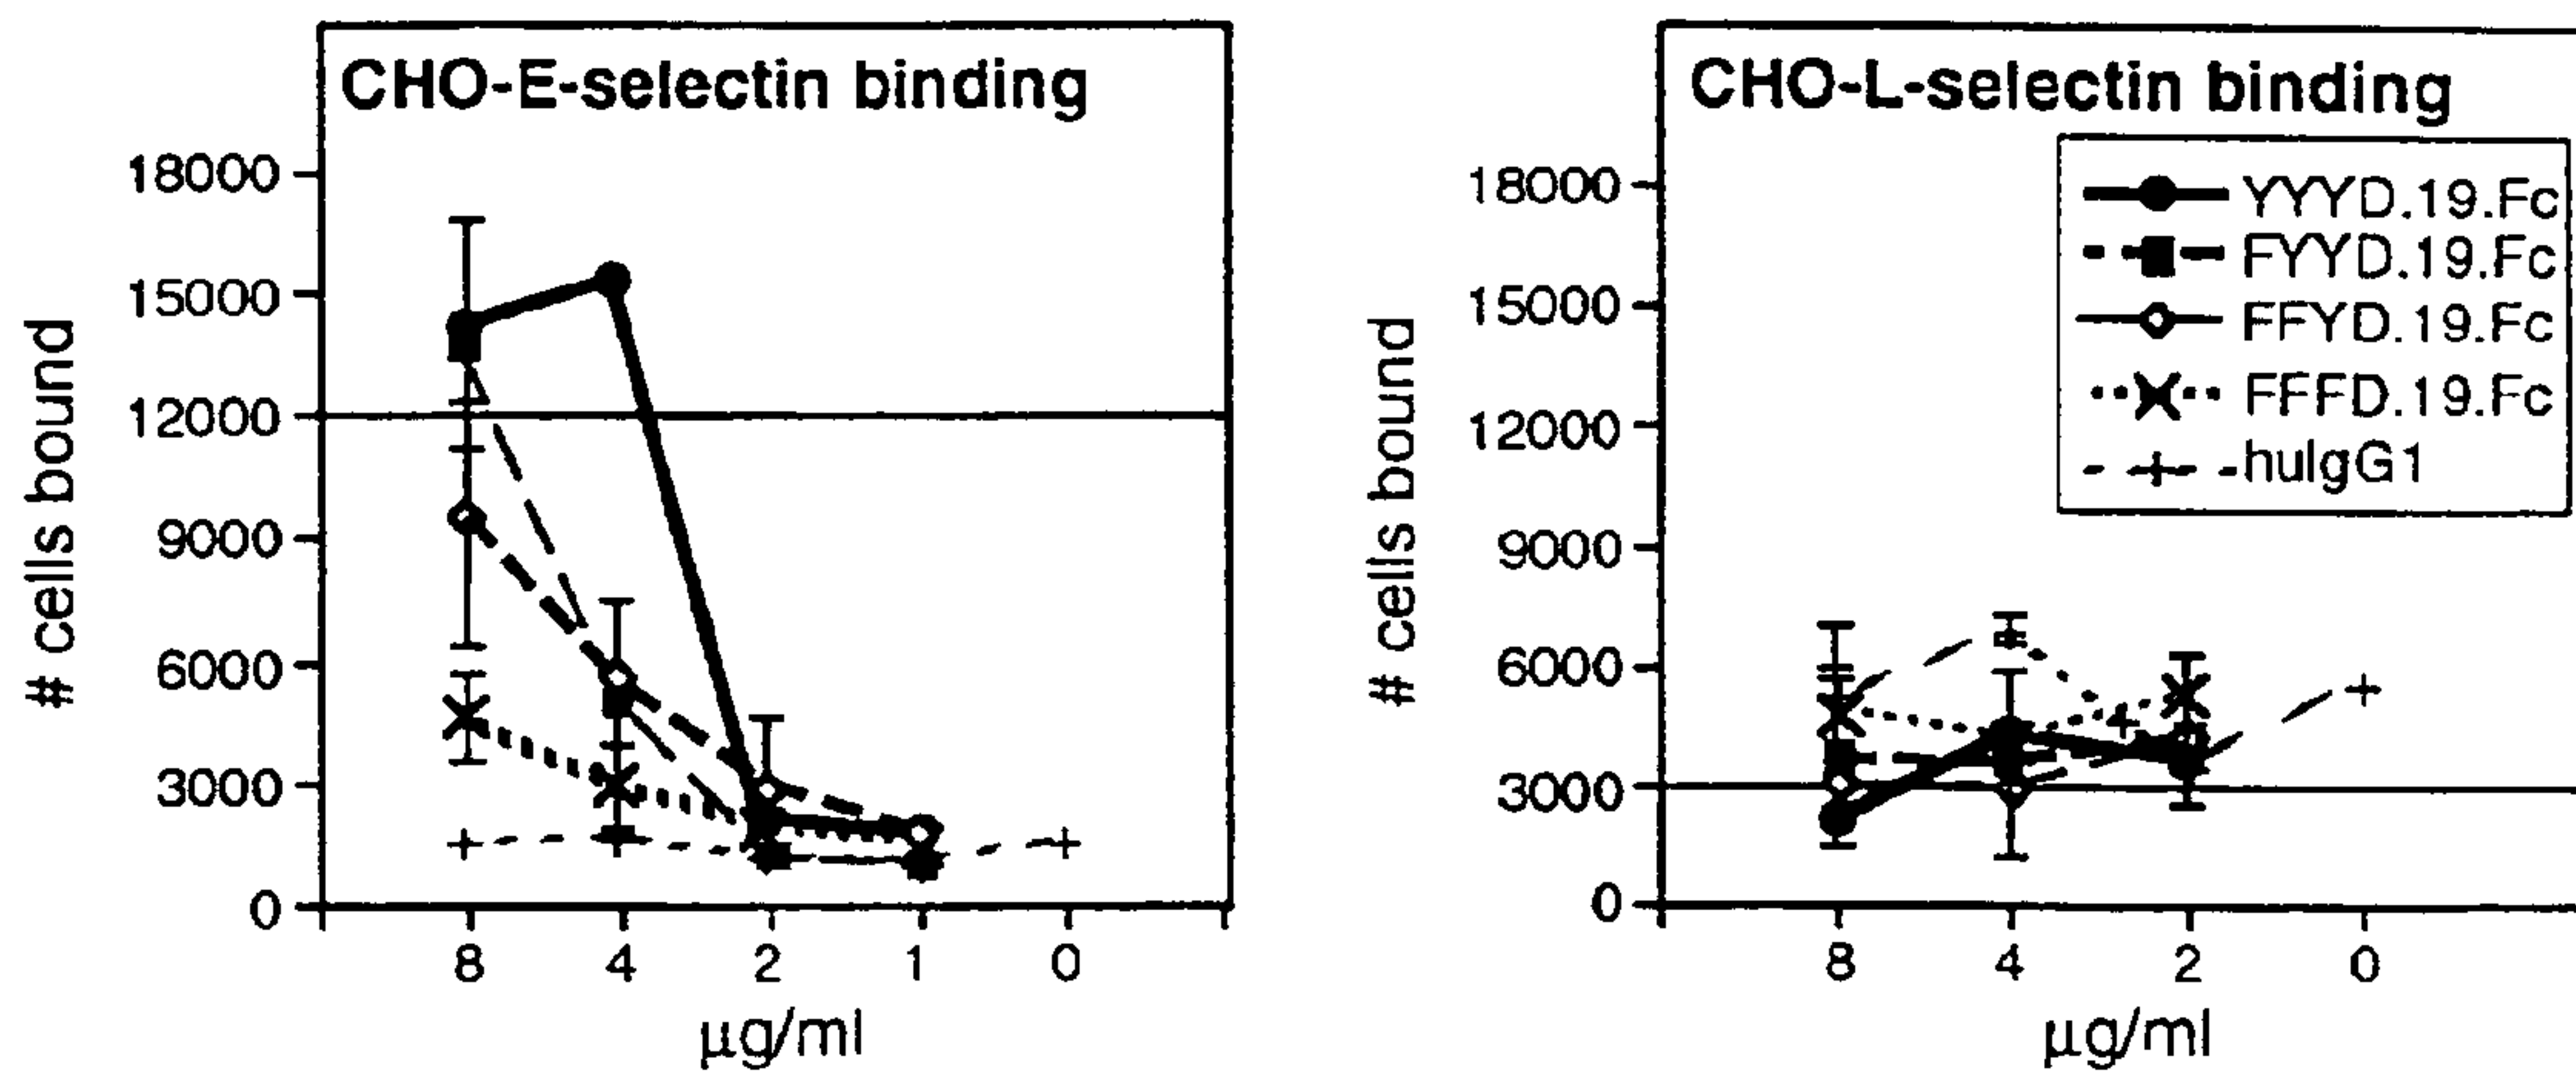 CHO-E-selectin binding
# cells bound
18000
15000
12000
9000
6000
3000
0
8 4 2 1 0
µg/ml
CHO-L-selectin binding
# cells bound
18000
15000
12000
9000
6000
3000
0
8 4 2 0
µg/ml
YYYD.19.Fc
FYYD.19.Fc
FFYD.19.Fc
FFFD.19.Fc
huIgG1